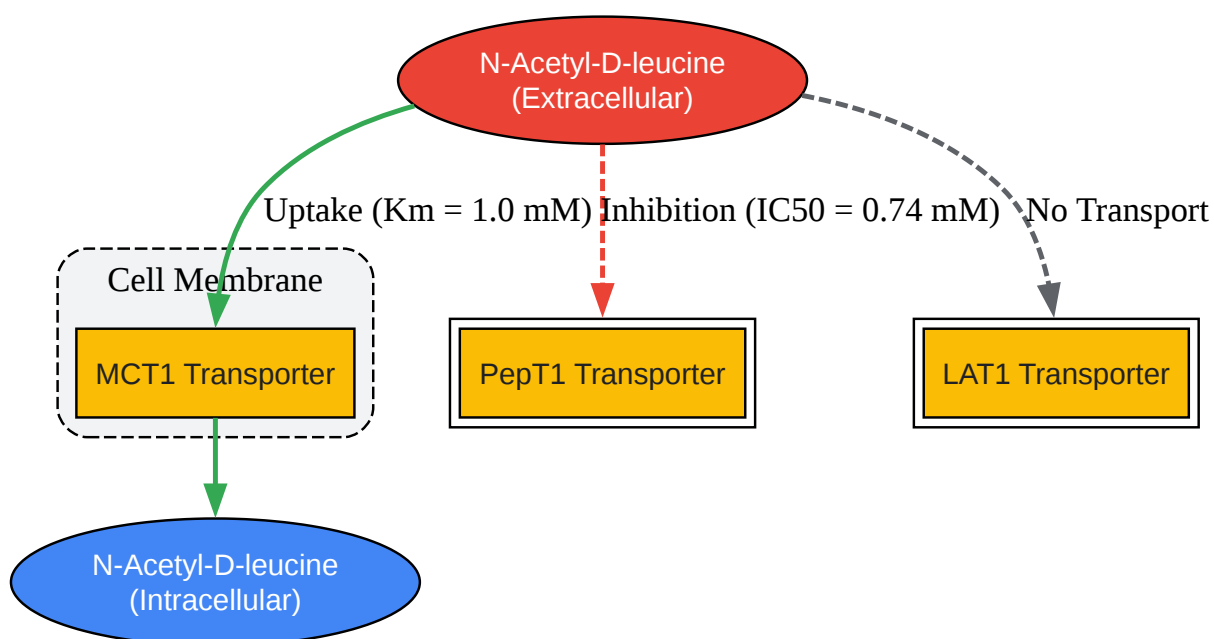 N-Acetyl-D-leucine
(Extracellular)
Uptake (Km = 1.0 mM)
Inhibition (IC50 = 0.74 mM)
No Transport
Cell Membrane
MCT1 Transporter
PepT1 Transporter
LAT1 Transporter
N-Acetyl-D-leucine
(Intracellular)